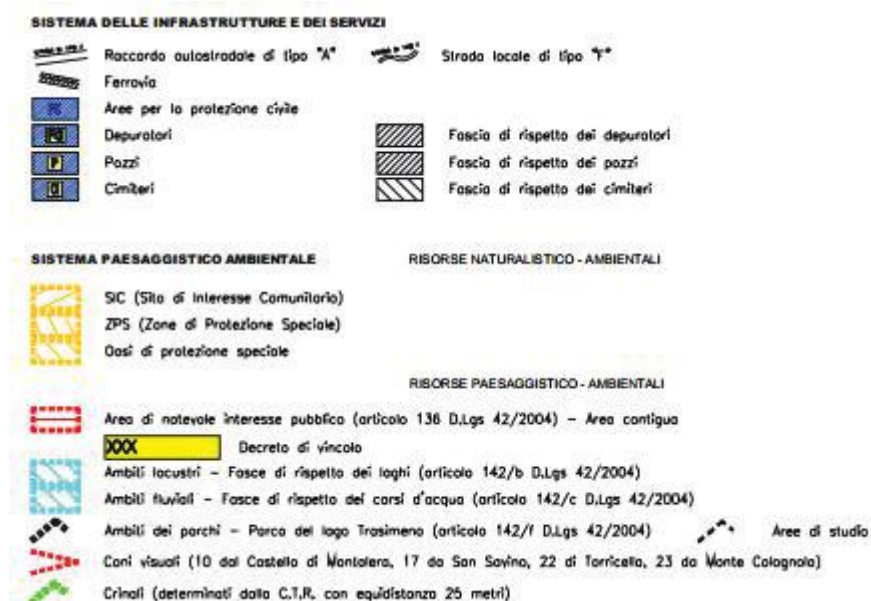 SISTEMA DELLE INFRASTRUTTURE E DEI SERVIZI
Raccordo autostradale di tipo "A" Strada locale di tipo "F"
Ferrovia
Aree per la protezione civile
Depuratori Fascia di rispetto dei depuratori
P Pozzi Fascia di rispetto dei pozzi
Cimiteri Fascia di rispetto dei cimiteri
SISTEMA PAESAGGISTICO AMBIENTALE RISORSE NATURALISTICO - AMBIENTALI
SIC (Sito di Interesse Comunitario)
ZPS (Zone di Protezione Speciale)
Oasi di protezione speciale
RISORSE PAESAGGISTICO - AMBIENTALI
Area di notevole interesse pubblico (articolo 136 D.Lgs 42/2004) - Area contigua
XXX Decreto di vincolo
Ambiti lacustri - Fasce di rispetto dei laghi (articolo 142/b D.Lgs 42/2004)
Ambiti fluviali - Fasce di rispetto dei corsi d'acqua (articolo 142/c D.Lgs 42/2004)
Ambiti dei parchi - Parco del lago Trasimeno (articolo 142/f D.Lgs 42/2004) Aree di studio
Coni visuali (10 dal Castello di Montalera, 17 da San Savino, 22 di Torricella, 23 da Monte Colognola)
Crinali (determinati dalla C.T.R. con equidistanza 25 metri)